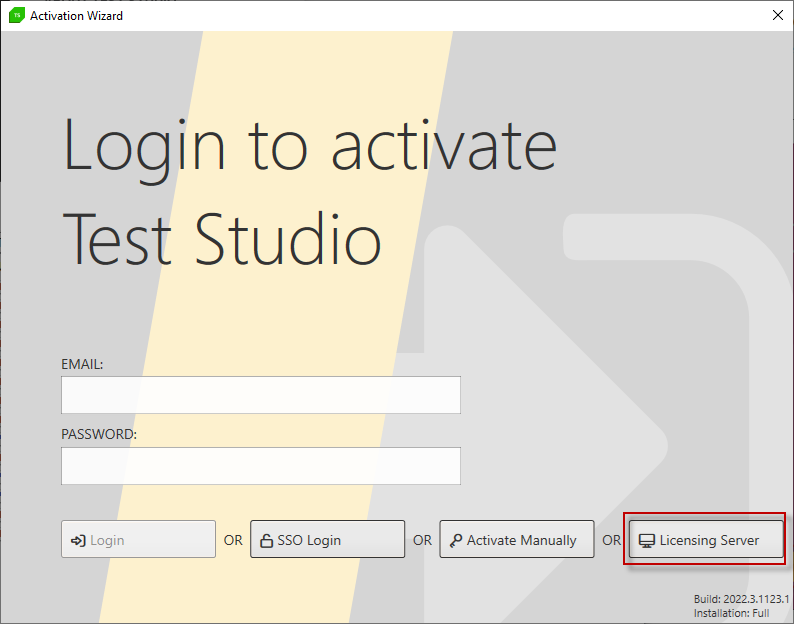 TS Activation Wizard
Login to activate
Test Studio
EMAIL:
PASSWORD:
Login OR SSO Login OR Activate Manually OR Licensing Server
Build: 2022.3.1123.1
Installation: Full